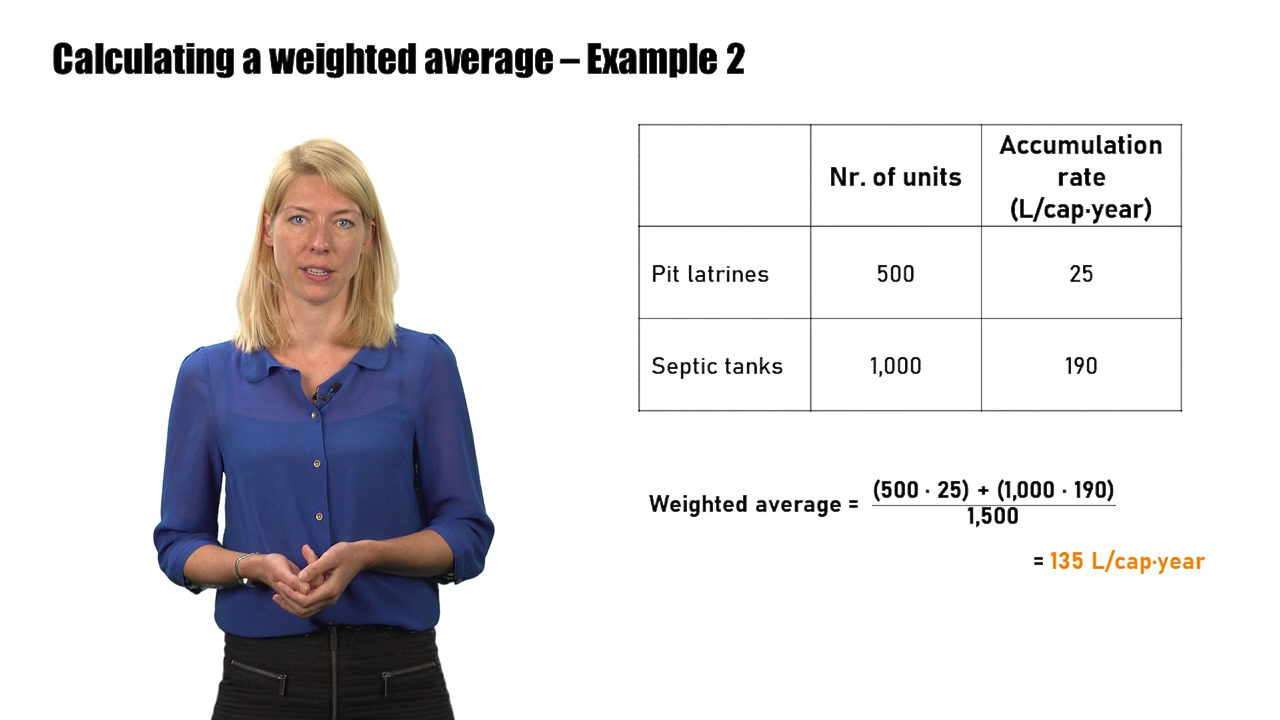 Calculating a weighted average – Example 2
Nr. of units
Accumulation
rate
(L/cap·year)
Pit latrines 500 25
Septic tanks 1,000 190
Weighted average = (500 · 25) + (1,000 · 190)
1,500
= 135 L/cap·year